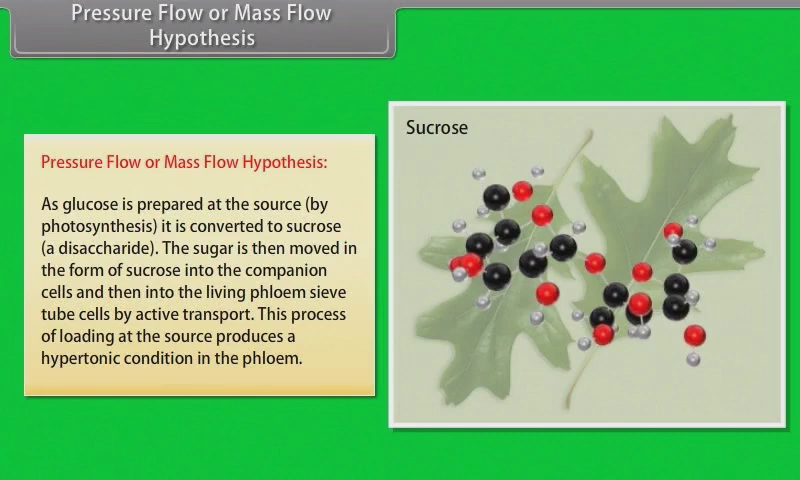 Pressure Flow or Mass Flow
Hypothesis
Pressure Flow or Mass Flow Hypothesis:
As glucose is prepared at the source (by
photosynthesis) it is converted to sucrose
(a disaccharide). The sugar is then moved in
the form of sucrose into the companion
cells and then into the living phloem sieve
tube cells by active transport. This process
of loading at the source produces a
hypertonic condition in the phloem.
Sucrose